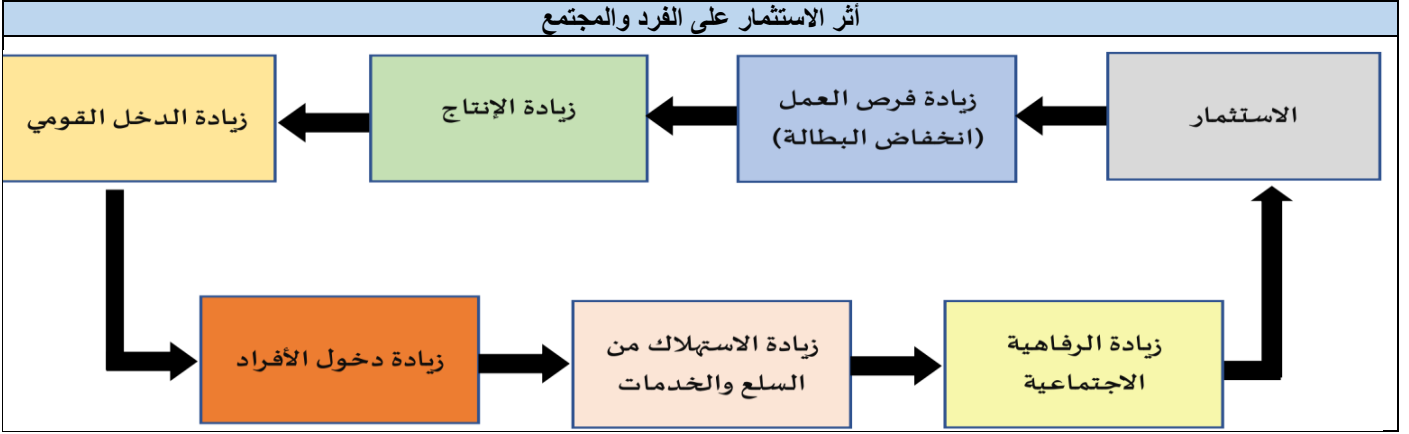 أثر الاستثمار على الفرد والمجتمع
الاستثمار
زيادة فرص العمل
(انخفاض البطالة)
زيادة الإنتاج
زيادة الدخل القومي
زيادة دخول الأفراد
زيادة الاستهلاك من
السلع والخدمات
زيادة الرفاهية
الاجتماعية